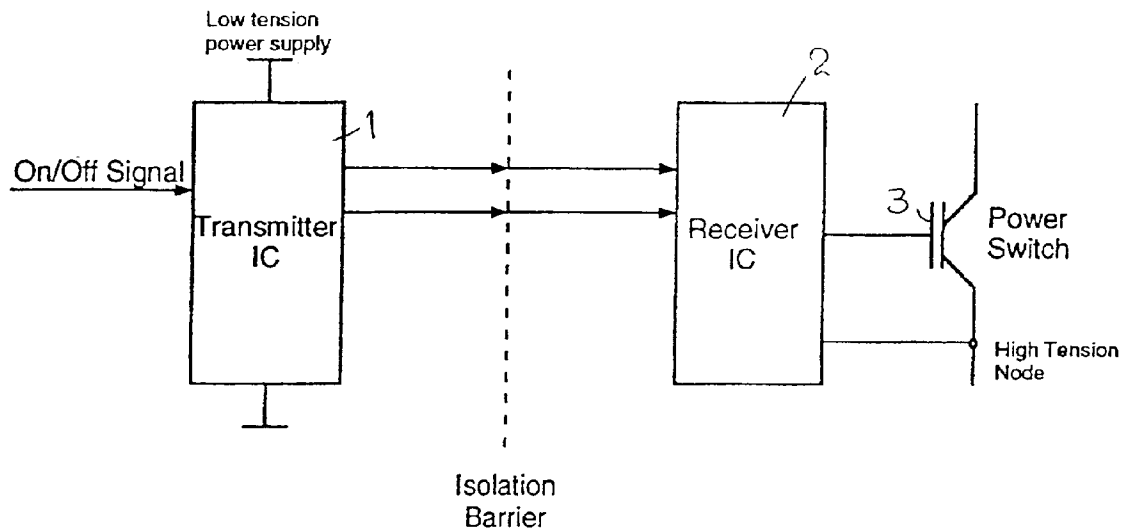 Low tension
power supply
1
2
On/Off Signal
Transmitter
IC
Receiver
IC
3
Power
Switch
High Tension
Node
Isolation
Barrier